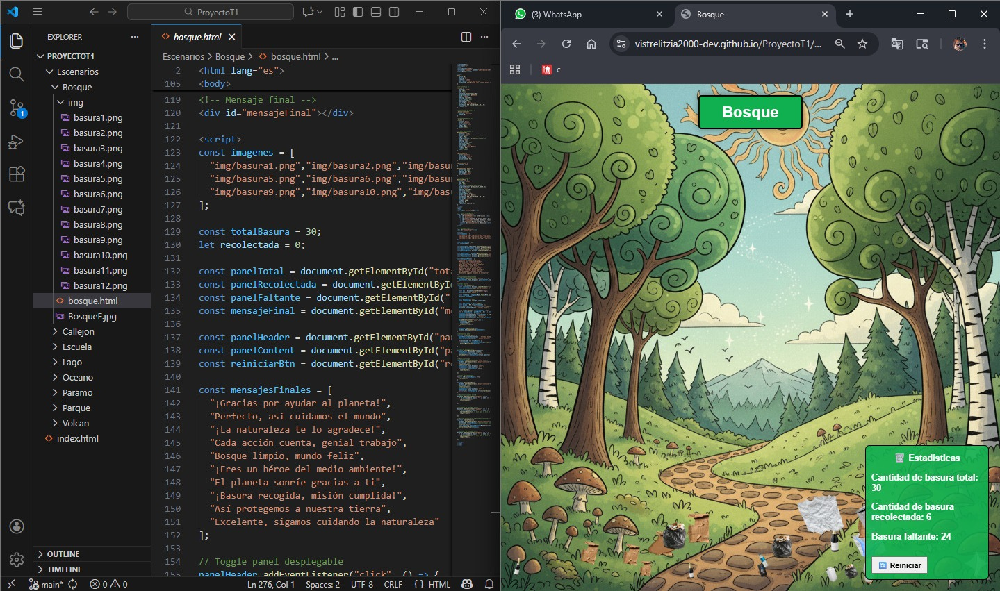 ProyectoT1
EXPLORER
PROYECTOT1
Escenarios
Bosque
img
basura1.png
basura2.png
basura3.png
basura4.png
basura5.png
basura6.png
basura7.png
basura8.png
basura9.png
basura10.png
basura11.png
basura12.png
bosque.html
BosqueF.jpg
Callejon
Escuela
Lago
Oceano
Paramo
Parque
Volcan
index.html
OUTLINE
TIMELINE
1
bosque.html
Escenarios > Bosque > bosque.html > ...
2 <html lang="es">
105 <body>
119 <!-- Mensaje final -->
120 <div id="mensajeFinal"></div>
121
122 <script>
123 const imagenes = [
124 "img/basura1.png","img/basura2.png","img/basu
125 "img/basura5.png","img/basura6.png","img/basu
126 "img/basura9.png","img/basura10.png","img/bas
127 ];
128
129 const totalBasura = 30;
130 let recolectada = 0;
131
132 const panelTotal = document.getElementById("tot
133 const panelRecolectada = document.getElementByI
134 const panelFaltante = document.getElementById("
135 const mensajeFinal = document.getElementById("m
136
137 const panelHeader = document.getElementById("pa
138 const panelContent = document.getElementById("p
139 const reiniciarBtn = document.getElementById("r
140
141 const mensajesFinales = [
142 "¡Gracias por ayudar al planeta!",
143 "Perfecto, así cuidamos el mundo",
144 "¡La naturaleza te lo agradece!",
145 "Cada acción cuenta, genial trabajo",
146 "Bosque limpio, mundo feliz",
147 "¡Eres un héroe del medio ambiente!",
148 "El planeta sonríe gracias a ti",
149 "¡Basura recogida, misión cumplida!",
150 "Así protegemos a nuestra tierra",
151 "Excelente, sigamos cuidando la naturaleza"
152 ];
153
154 // Toggle panel desplegable
155 panelHeader.addEventListener("click", () => {
main* 0 0 Ln 276, Col 1 Spaces: 2 UTF-8 CRLF {} HTML
(3) WhatsApp
Bosque
vistrelitzia2000-dev.github.io/ProyectoT1/...
c
Bosque
Estadísticas
Cantidad de basura total:
30
Cantidad de basura
recolectada: 6
Basura faltante: 24
Reiniciar